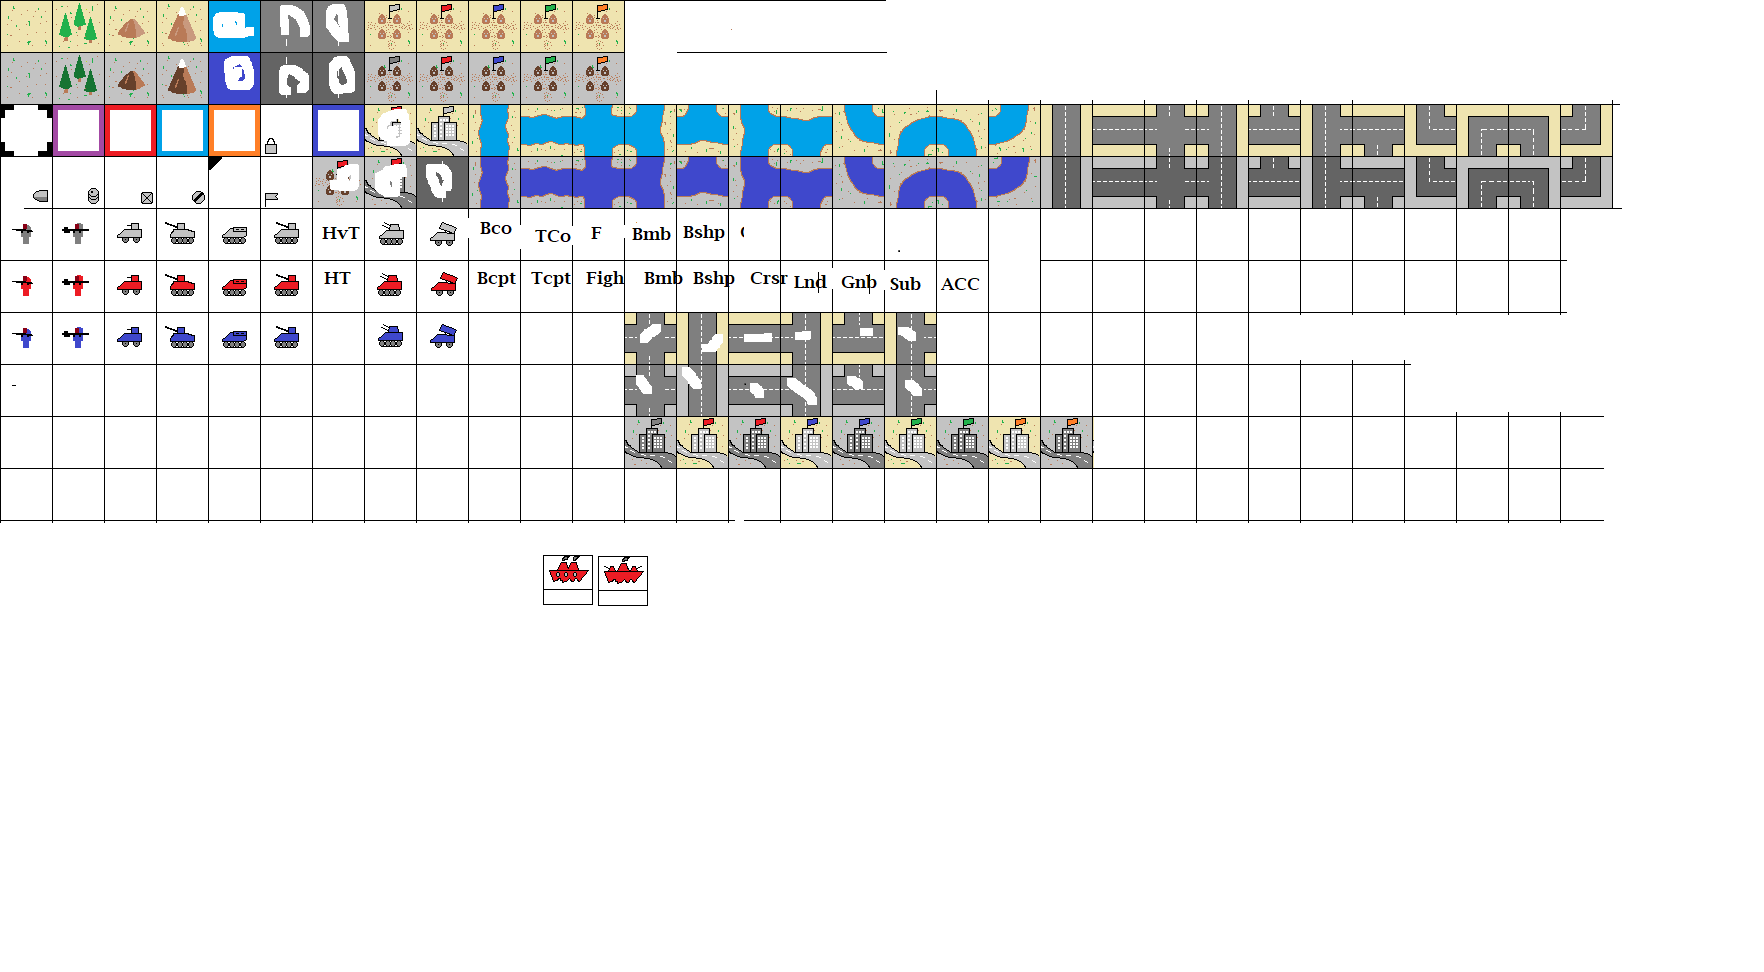 HvT Bco TCo F Bmb Bshp
HT Bcpt Tcpt Figh Bmb Bshp Crsr Lnd Gnb Sub ACC